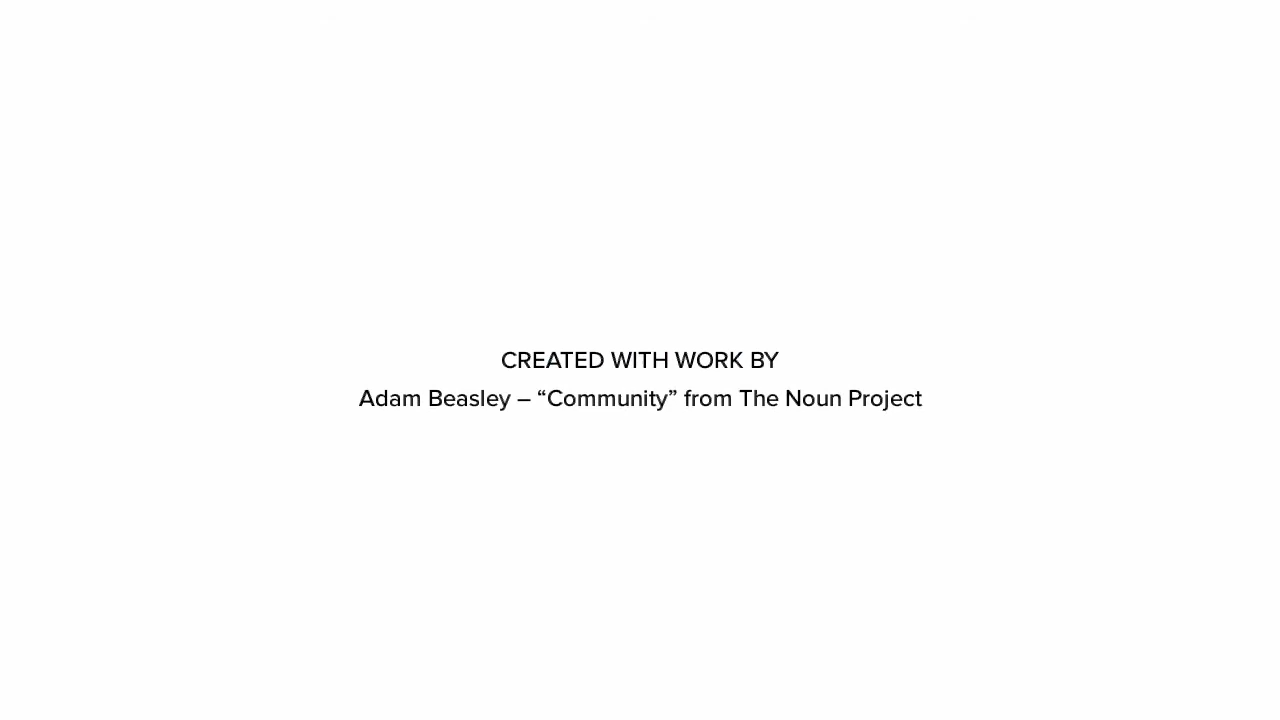 CREATED WITH WORK BY
Adam Beasley – “Community” from The Noun Project